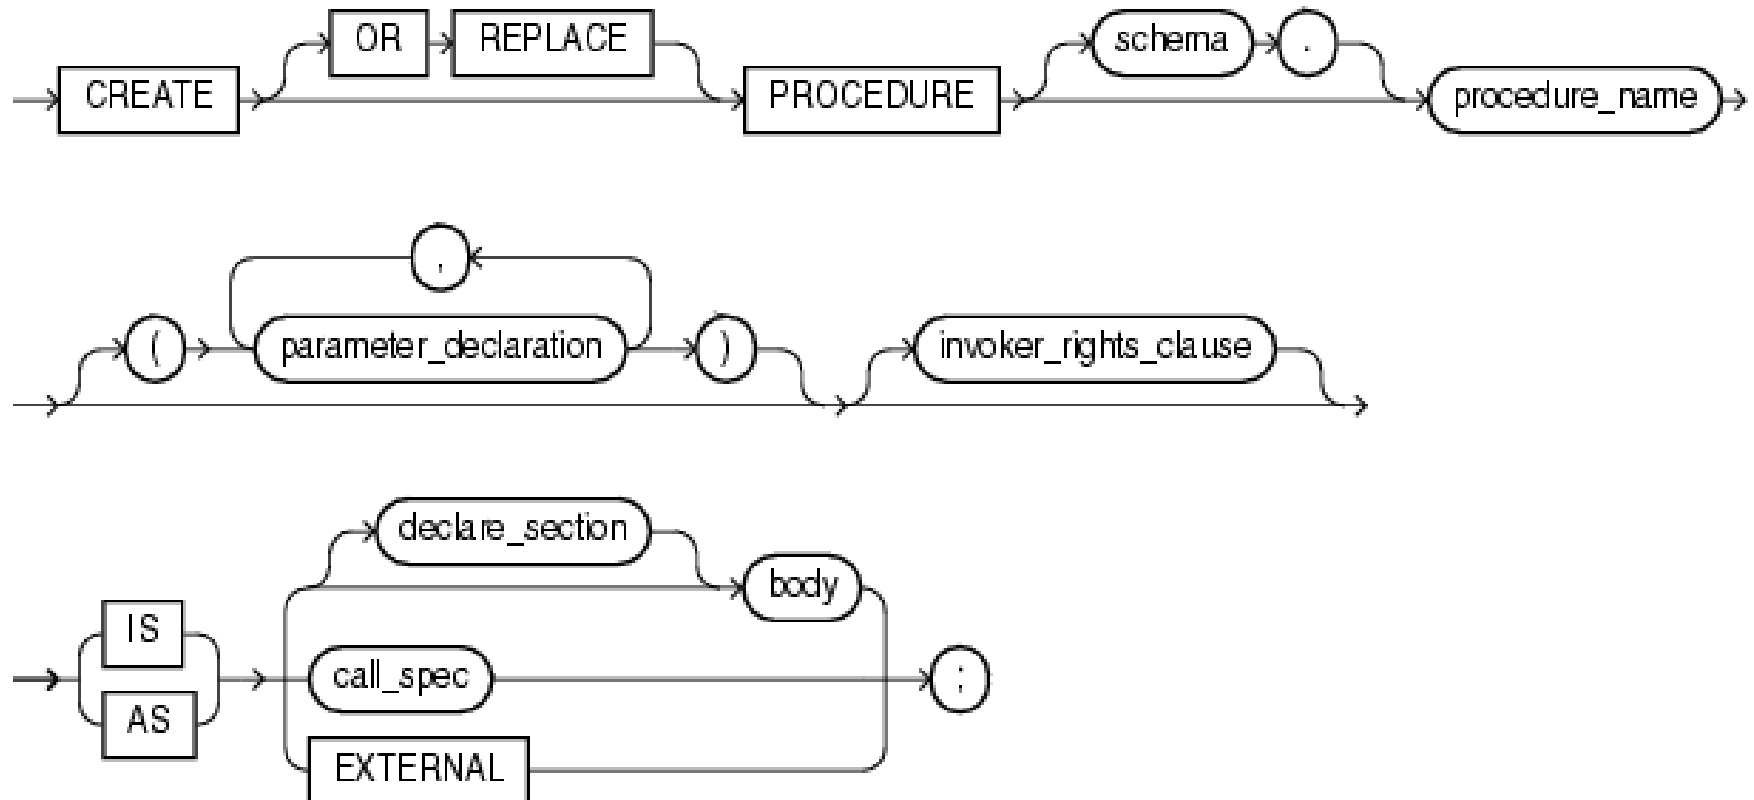 CREATE OR REPLACE PROCEDURE schema . procedure_name
( parameter_declaration , ) invoker_rights_clause
IS AS declare_section body call_spec EXTERNAL ;